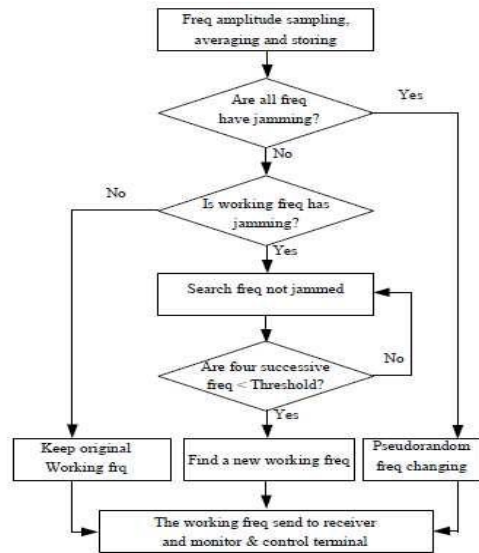 Freq amplitude sampling,
averaging and storing
Are all freq
have jamming?
Yes
No
No
Is working freq has
jamming?
Yes
Search freq not jammed
Are four successive
freq < Threshold?
No
Yes
Keep original
Working frq
Find a new working freq
Pseudorandom
freq changing
The working freq send to receiver
and monitor & control terminal